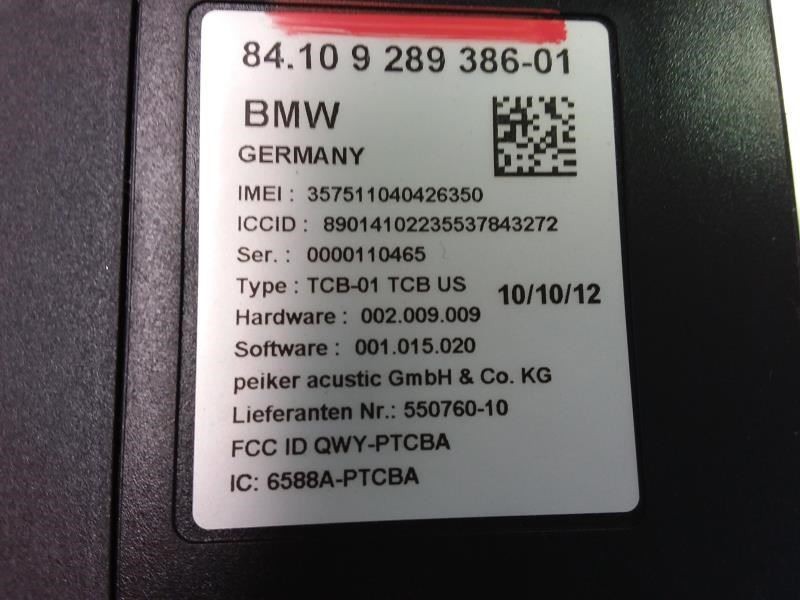 84.10 9 289 386-01
BMW
GERMANY
IMEI : 357511040426350
ICCID : 89014102235537843272
Ser. : 0000110465
Type : TCB-01 TCB US
10/10/12
Hardware : 002.009.009
Software : 001.015.020
peiker acustic GmbH & Co. KG
Lieferanten Nr.: 550760-10
FCC ID QWY-PTCBA
IC: 6588A-PTCBA